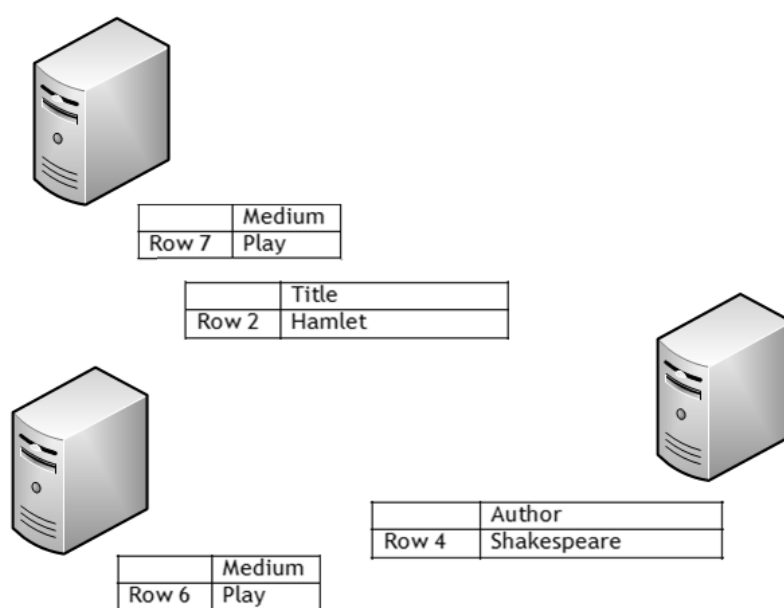 Medium
Row 7 Play
Title
Row 2 Hamlet
Author
Row 4 Shakespeare
Medium
Row 6 Play